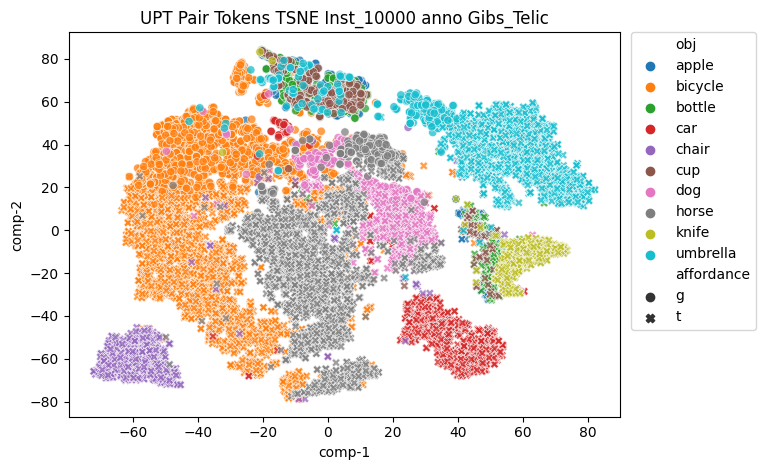 UPT Pair Tokens TSNE Inst_10000 anno Gibs_Telic
obj
apple
bicycle
bottle
car
chair
cup
dog
horse
knife
umbrella
affordance
g
t
comp-2
80
60
40
20
0
−20
−40
−60
−80
−60 −40 −20 0 20 40 60 80
comp-1